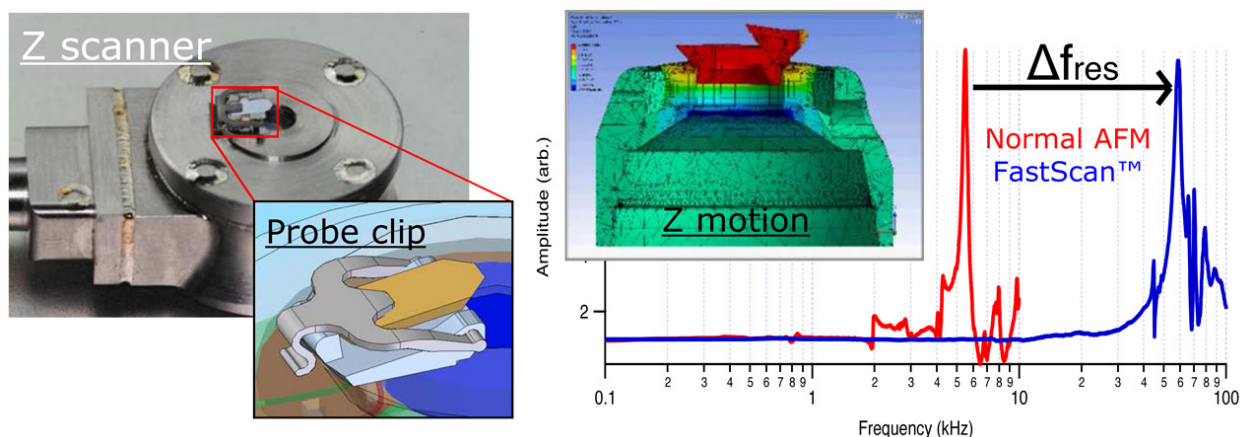 Z scanner
Probe clip
Z motion
Δfres
Normal AFM
FastScan™
Amplitude (arb.)
2
2 3 4 5 6 7 8 9 2 3 4 5 6 7 8 9 2 3 4 5 6 7 8 9
0.1 1 10 100
Frequency (kHz)